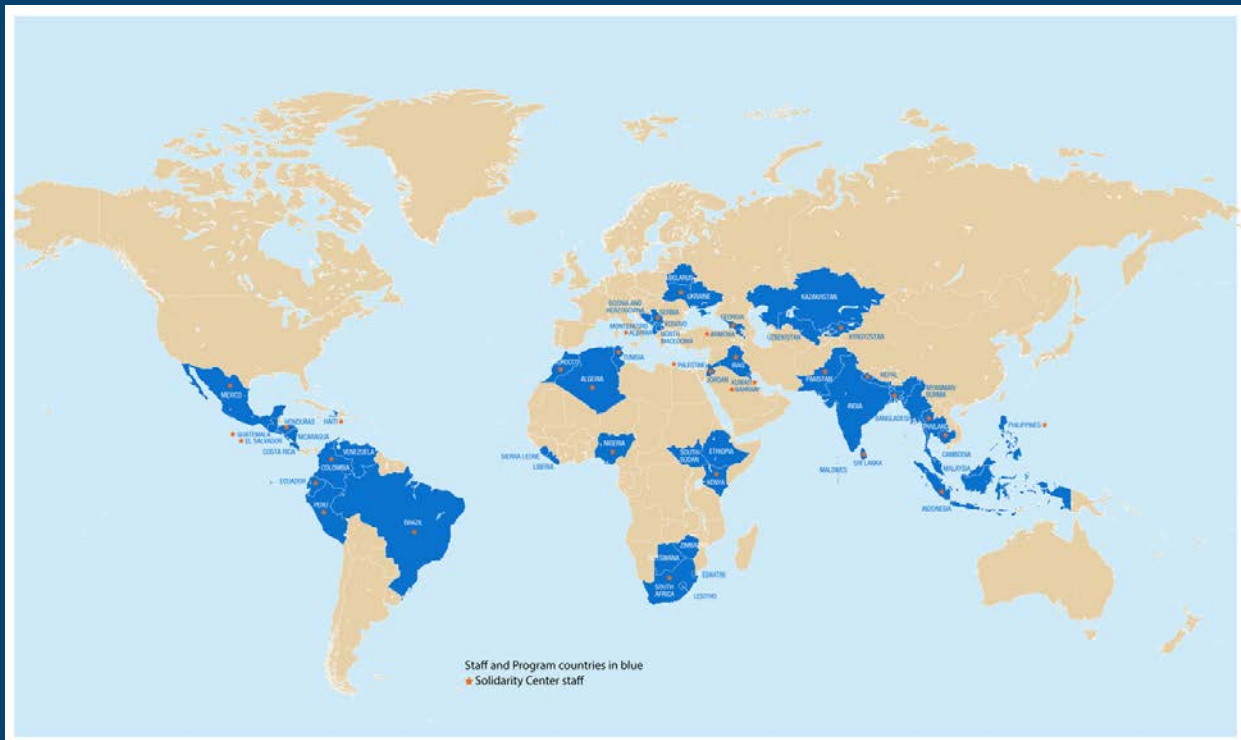 BELARUS
UKRAINE
KAZAKHSTAN
BOSNIA AND
HERZEGOVINA
SERBIA
KOSOVO
MONTENEGRO
ALBANIA
NORTH
MACEDONIA
GEORGIA
ARMENIA
UZBEKISTAN
KYRGYZSTAN
TUNISIA
MOROCCO
ALGERIA
PALESTINE
JORDAN
IRAQ
KUWAIT
BAHRAIN
PAKISTAN
NEPAL
INDIA
BANGLADESH
MYANMAR/
BURMA
THAILAND
PHILIPPINES
CAMBODIA
MALAYSIA
SRI LANKA
MALDIVES
INDONESIA
MEXICO
HONDURAS
HAITI
GUATEMALA
EL SALVADOR
NICARAGUA
COSTA RICA
VENEZUELA
COLOMBIA
ECUADOR
PERU
BRAZIL
SIERRA LEONE
LIBERIA
NIGERIA
SOUTH
SUDAN
ETHIOPIA
KENYA
ZIMBABWE
BOTSWANA
ESWATINI
SOUTH
AFRICA
LESOTHO
Staff and Program countries in blue
Solidarity Center staff